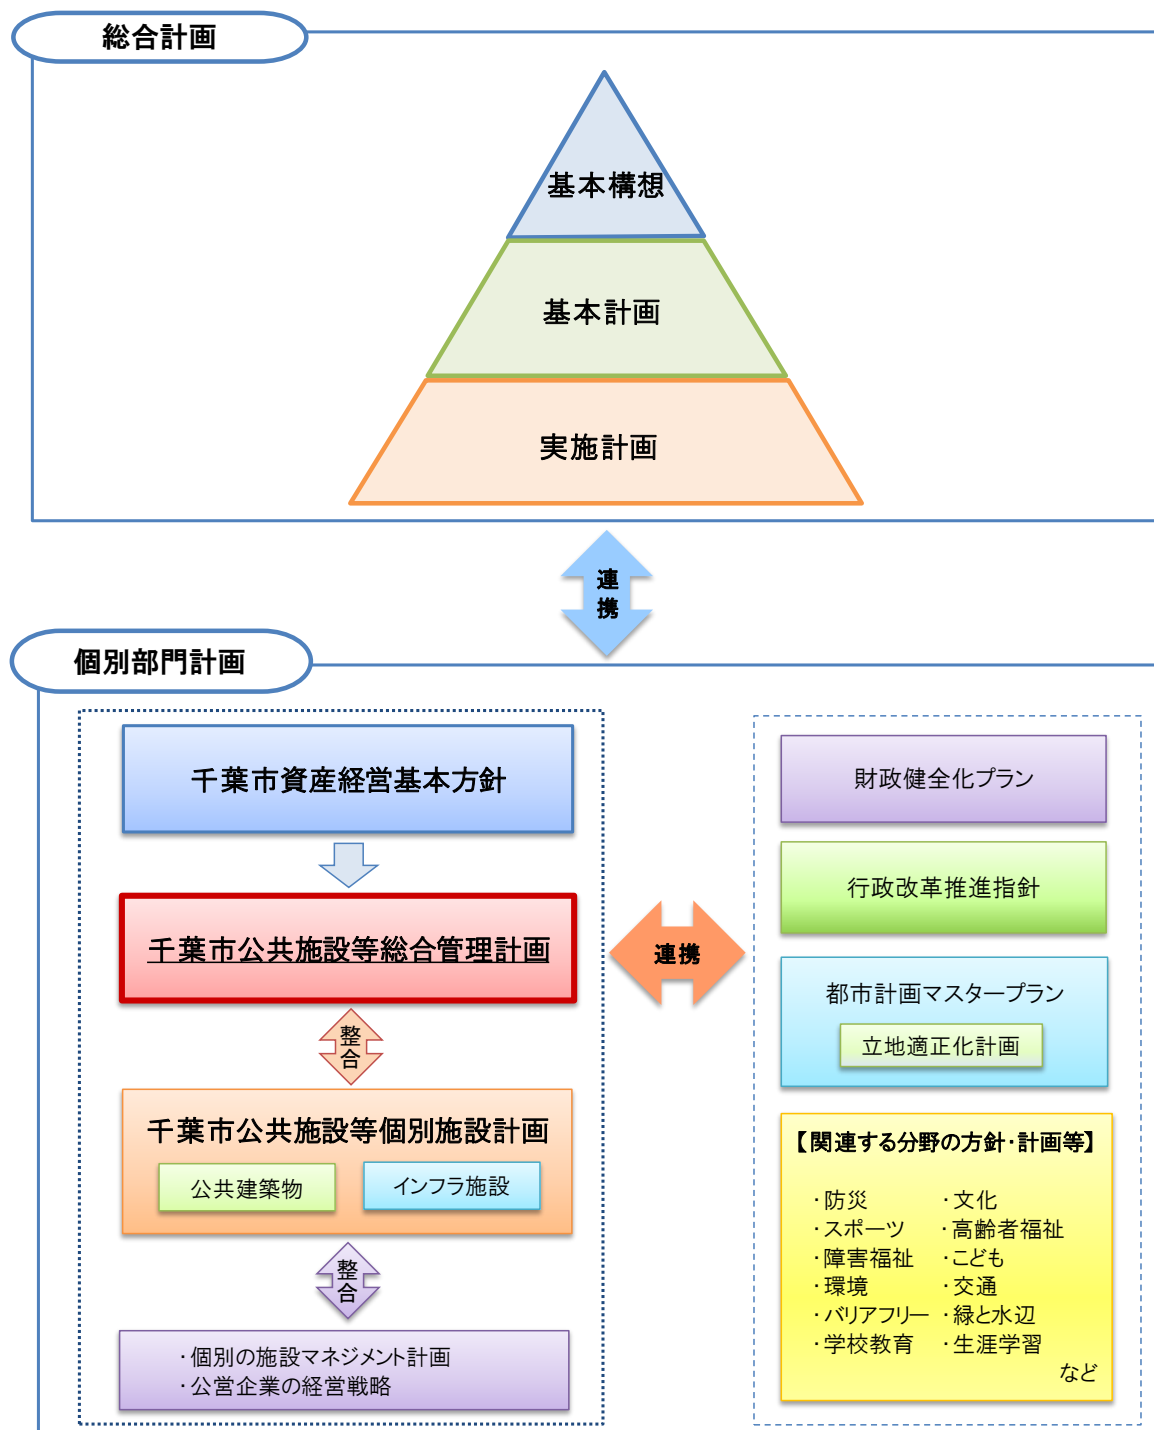 総合計画
基本構想
基本計画
実施計画
連
携
個別部門計画
千葉市資産経営基本方針
千葉市公共施設等総合管理計画
整
合
千葉市公共施設等個別施設計画
公共建築物
インフラ施設
整
合
・個別の施設マネジメント計画
・公営企業の経営戦略
連携
財政健全化プラン
行政改革推進指針
都市計画マスタープラン
立地適正化計画
【関連する分野の方針・計画等】
・防災 ・文化
・スポーツ ・高齢者福祉
・障害福祉 ・こども
・環境 ・交通
・バリアフリー ・緑と水辺
・学校教育 ・生涯学習
など